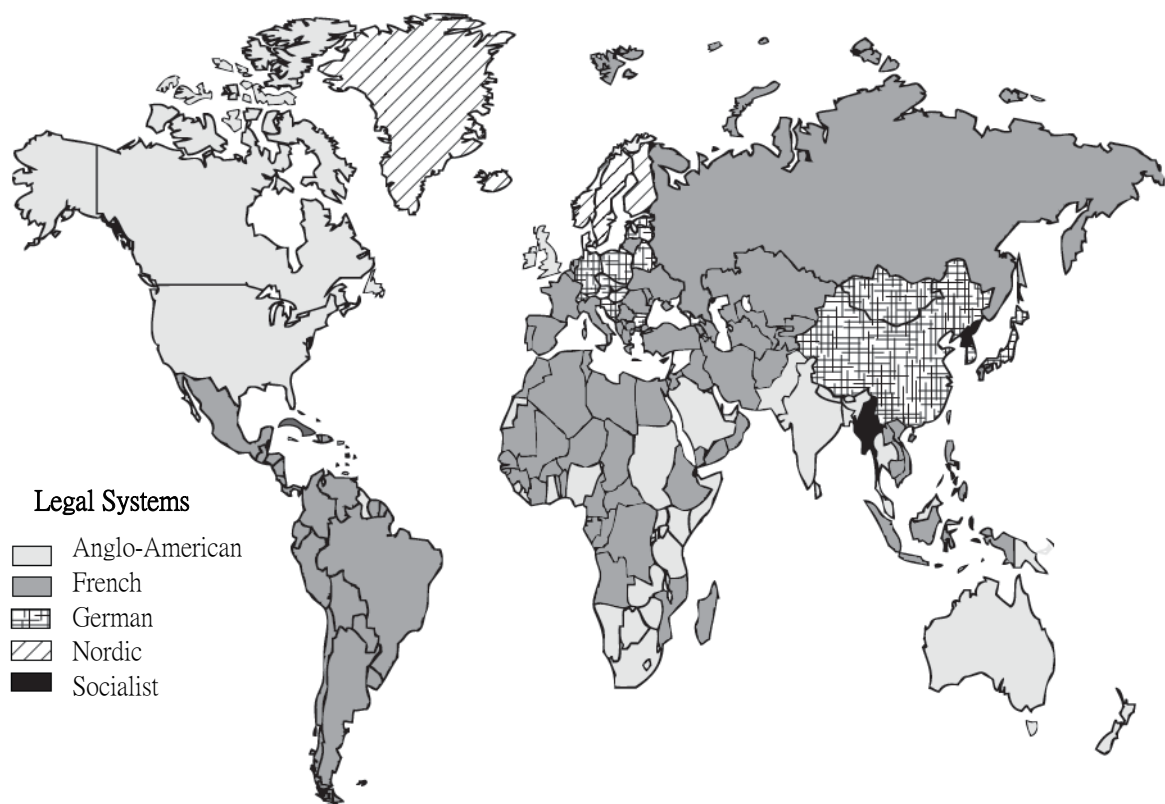 Legal Systems
Anglo-American
French
German
Nordic
Socialist